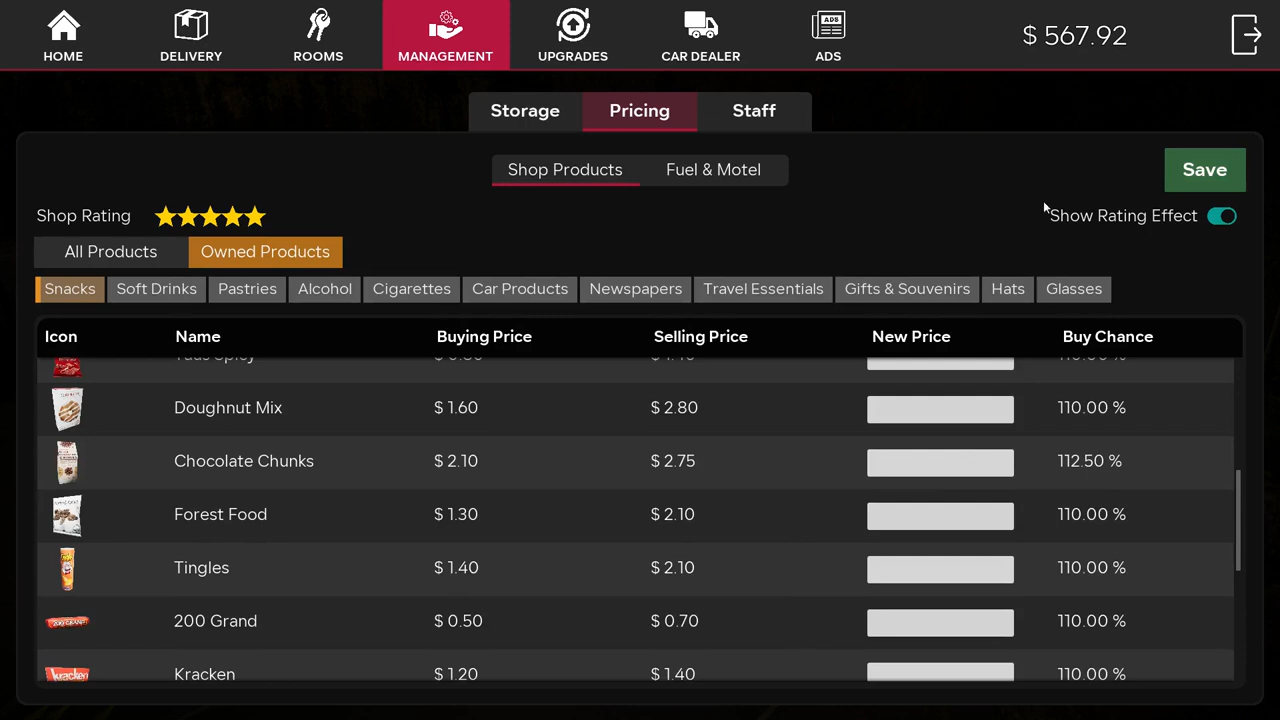 HOME DELIVERY ROOMS MANAGEMENT UPGRADES CAR DEALER ADS $ 567.92
Storage Pricing Staff
Shop Products Fuel & Motel Save
Shop Rating Show Rating Effect
All Products Owned Products
Snacks Soft Drinks Pastries Alcohol Cigarettes Car Products Newspapers Travel Essentials Gifts & Souvenirs Hats Glasses
Icon Name Buying Price Selling Price New Price Buy Chance
Doughnut Mix $ 1.60 $ 2.80 110.00 %
Chocolate Chunks $ 2.10 $ 2.75 112.50 %
Forest Food $ 1.30 $ 2.10 110.00 %
Tingles $ 1.40 $ 2.10 110.00 %
200 Grand $ 0.50 $ 0.70 110.00 %
Kracken $ 1.20 $ 1.40 110.00 %